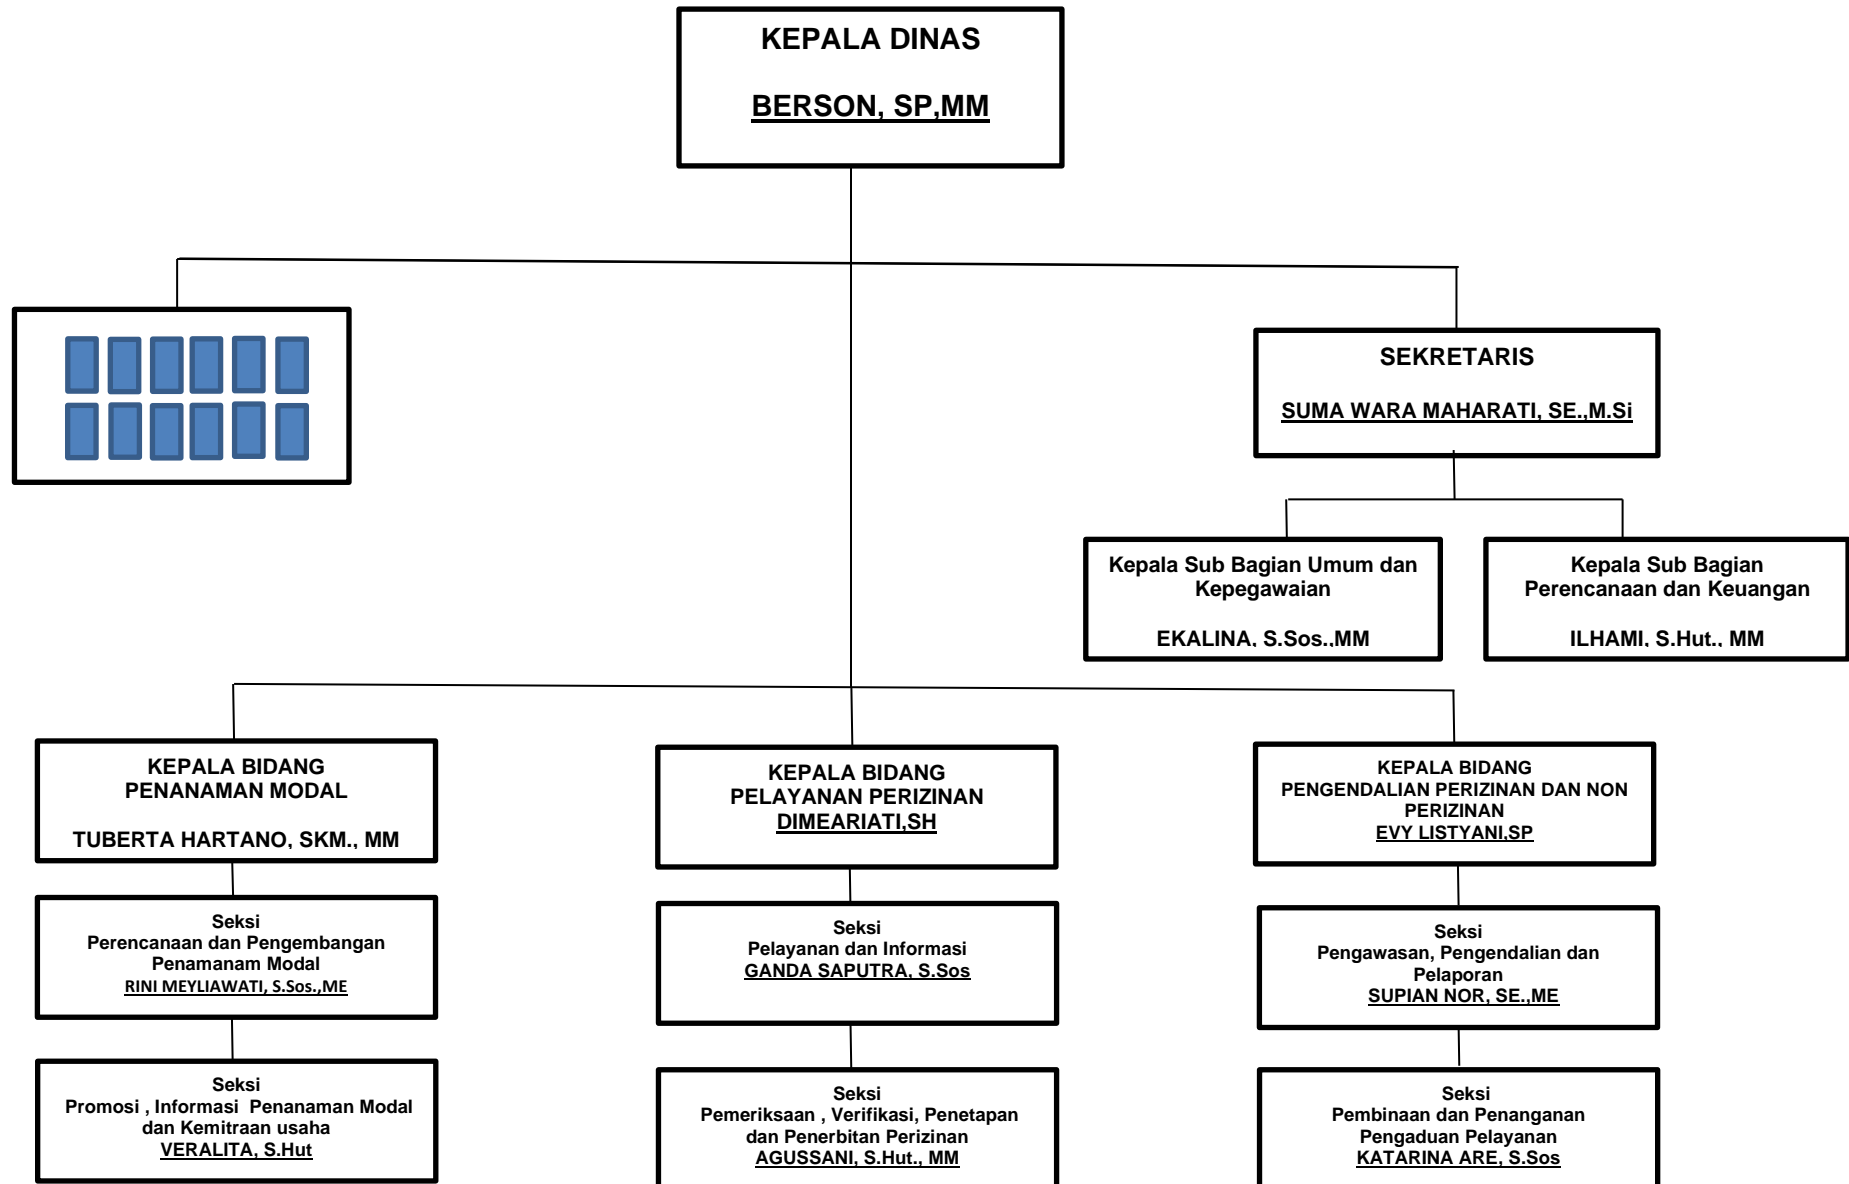 KEPALA DINAS
BERSON, SP,MM
SEKRETARIS
SUMA WARA MAHARATI, SE.,M.Si
Kepala Sub Bagian Umum dan
Kepegawaian
EKALINA, S.Sos.,MM
Kepala Sub Bagian
Perencanaan dan Keuangan
ILHAMI, S.Hut., MM
KEPALA BIDANG
PENANAMAN MODAL
TUBERTA HARTANO, SKM., MM
KEPALA BIDANG
PELAYANAN PERIZINAN
DIMEARIATI,SH
KEPALA BIDANG
PENGENDALIAN PERIZINAN DAN NON
PERIZINAN
EVY LISTYANI,SP
Seksi
Perencanaan dan Pengembangan
Penamanam Modal
RINI MEYLIAWATI, S.Sos.,ME
Seksi
Pelayanan dan Informasi
GANDA SAPUTRA, S.Sos
Seksi
Pengawasan, Pengendalian dan
Pelaporan
SUPIAN NOR, SE.,ME
Seksi
Promosi , Informasi  Penanaman Modal
dan Kemitraan usaha
VERALITA, S.Hut
Seksi
Pemeriksaan , Verifikasi, Penetapan
dan Penerbitan Perizinan
AGUSSANI, S.Hut., MM
Seksi
Pembinaan dan Penanganan
Pengaduan Pelayanan
KATARINA ARE, S.Sos